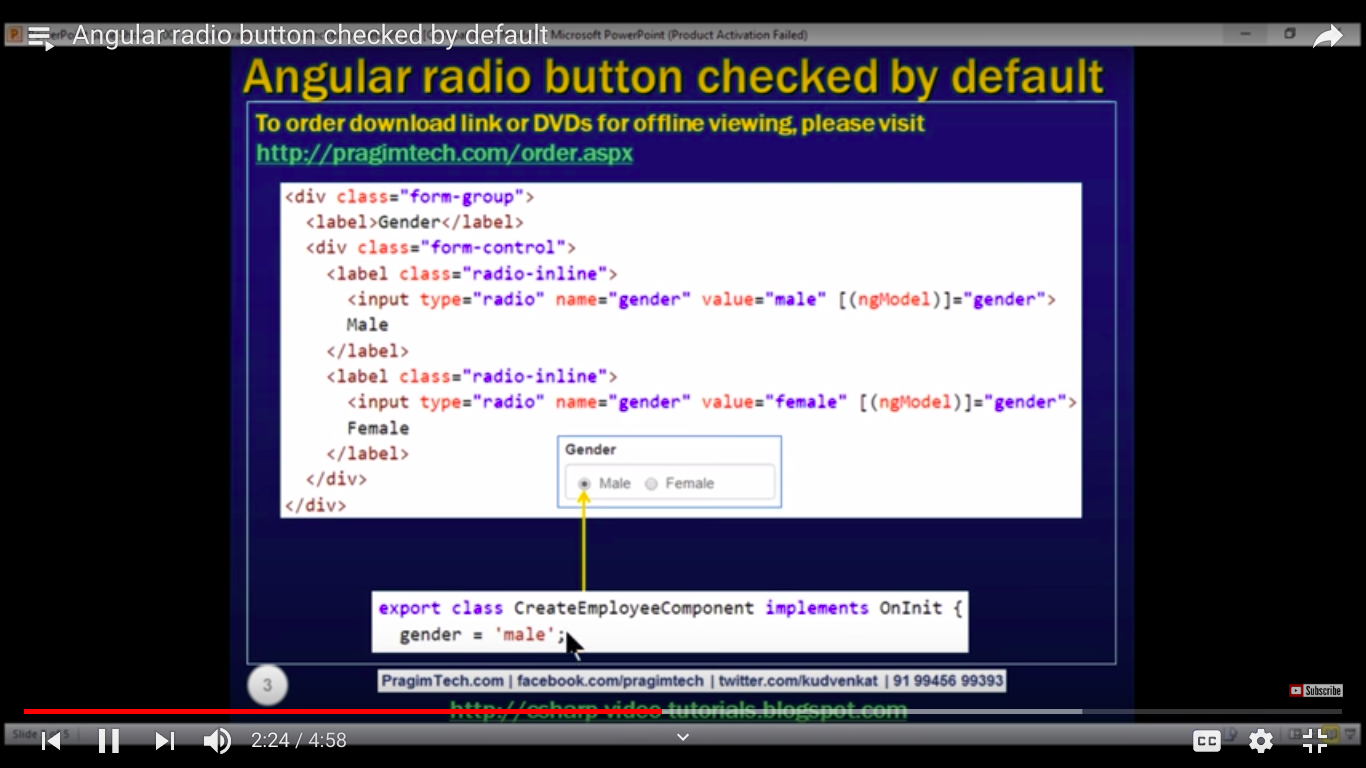 Angular radio button checked by default
Microsoft PowerPoint (Product Activation Failed)
Angular radio button checked by default
To order download link or DVDs for offline viewing, please visit
http://pragimtech.com/order.aspx
<div class="form-group">
<label>Gender</label>
<div class="form-control">
<label class="radio-inline">
<input type="radio" name="gender" value="male" [(ngModel)]="gender">
Male
</label>
<label class="radio-inline">
<input type="radio" name="gender" value="female" [(ngModel)]="gender">
Female
</label>
</div>
</div>
Gender
Male Female
export class CreateEmployeeComponent implements OnInit {
gender = 'male';
3
PragimTech.com | facebook.com/pragimtech | twitter.com/kudvenkat | 91 99456 99393
Subscribe
http://csharp-video-tutorials.blogspot.com
Slide
2:24 / 4:58
CC